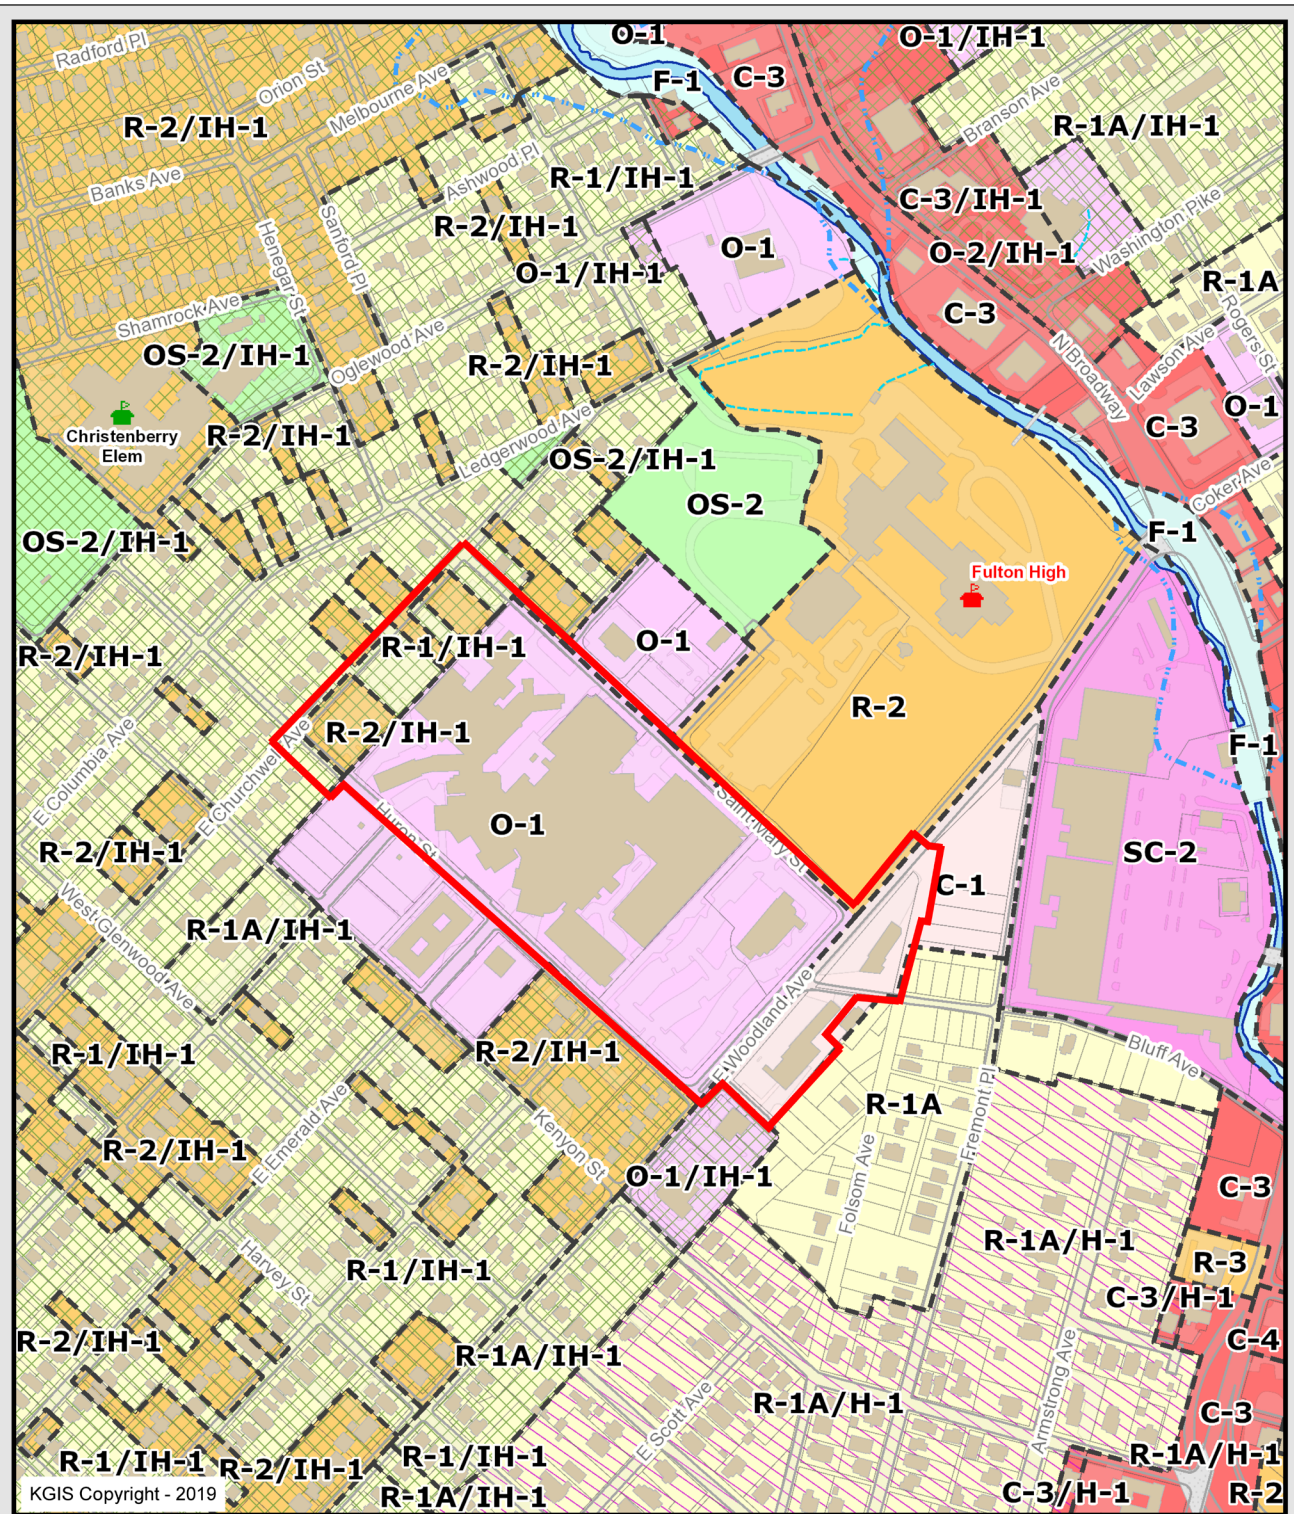 O-1
O-1/IH-1
Radford Pl
F-1
C-3
Orion St
Melbourne Ave
Branson Ave
R-2/IH-1
R-1A/IH-1
Ashwood Pl
Banks Ave
R-1/IH-1
C-3/IH-1
Sanford Pl
R-2/IH-1
Washington Pike
Henegar St
O-1
O-2/IH-1
O-1/IH-1
R-1A
Shamrock Ave
C-3
Rogers St
OS-2/IH-1
Oglewood Ave
R-2/IH-1
N Broadway
Lawson Ave
O-1
Christenberry
Elem
R-2/IH-1
Ledgerwood Ave
C-3
OS-2/IH-1
Coker Ave
OS-2
OS-2/IH-1
F-1
Fulton High
R-1/IH-1
O-1
R-2/IH-1
R-2
R-2/IH-1
F-1
E Columbia Ave
E Churchwell Ave
O-1
Huron St
Saint Mary St
R-2/IH-1
SC-2
C-1
West Glenwood Ave
R-1A/IH-1
E Woodland Ave
R-1/IH-1
R-2/IH-1
Bluff Ave
R-1A
Fremont Pl
E Emerald Ave
Kenyon St
R-2/IH-1
O-1/IH-1
Folsom Ave
C-3
R-1A/H-1
Harvey St
R-1/IH-1
R-3
C-3/H-1
R-2/IH-1
C-4
R-1A/IH-1
Armstrong Ave
R-1A/H-1
E Scott Ave
C-3
R-1/IH-1
R-2/IH-1
R-1/IH-1
R-1A/H-1
KGIS Copyright - 2019
R-1A/IH-1
C-3/H-1
R-2